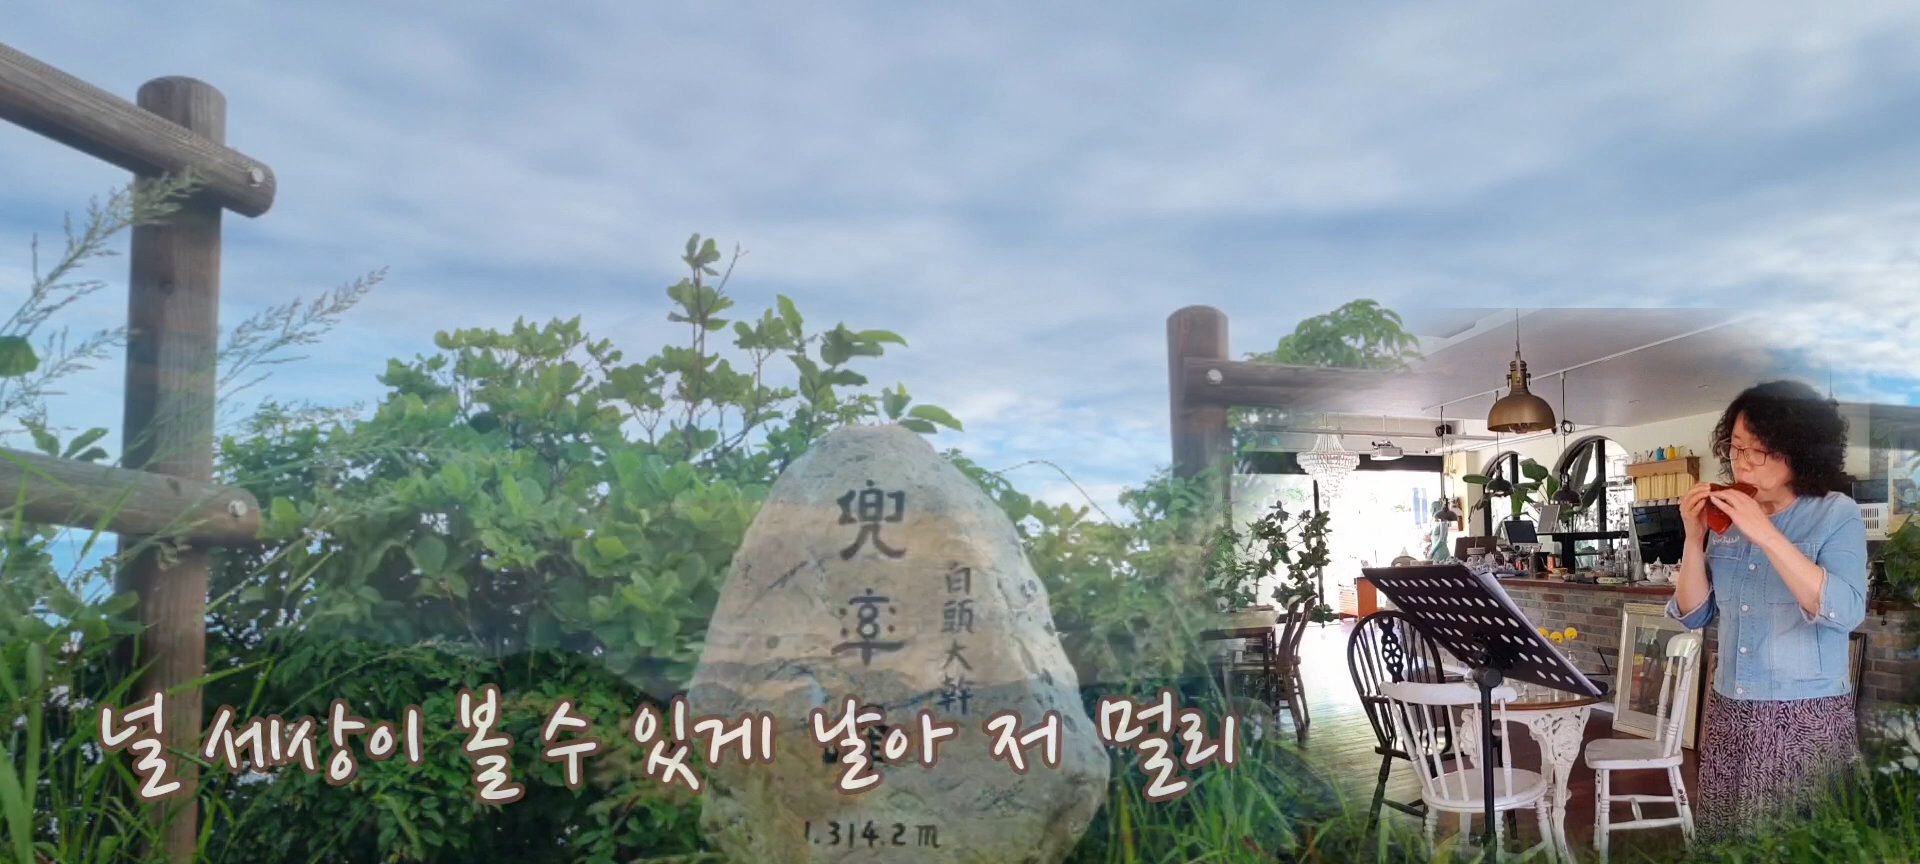 兜率峰
白頭大幹
널 세상이 볼 수 있게 날아 저 멀리
1.314.2m